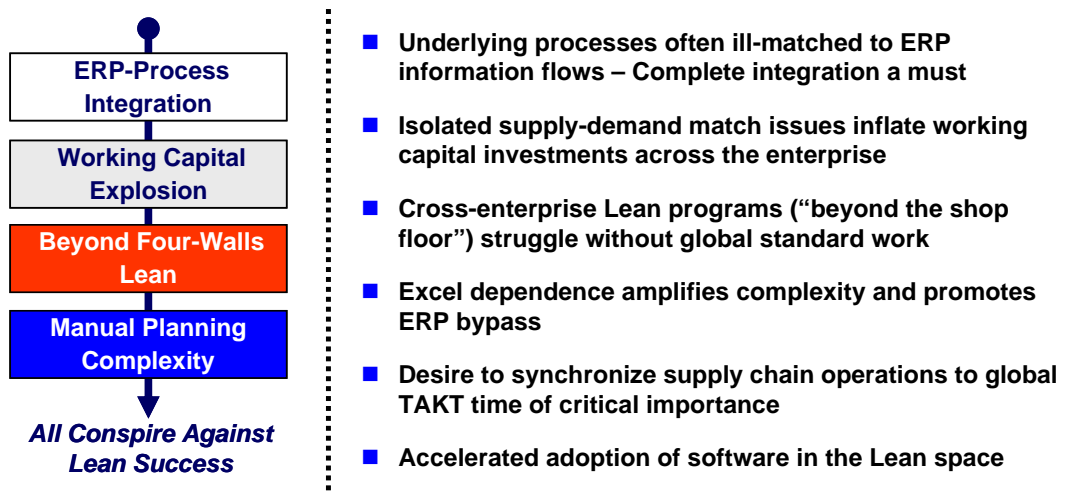 ERP-Process
Integration
Working Capital
Explosion
Beyond Four-Walls
Lean
Manual Planning
Complexity
All Conspire Against
Lean Success
Underlying processes often ill-matched to ERP
information flows – Complete integration a must
Isolated supply-demand match issues inflate working
capital investments across the enterprise
Cross-enterprise Lean programs (“beyond the shop
floor”) struggle without global standard work
Excel dependence amplifies complexity and promotes
ERP bypass
Desire to synchronize supply chain operations to global
TAKT time of critical importance
Accelerated adoption of software in the Lean space